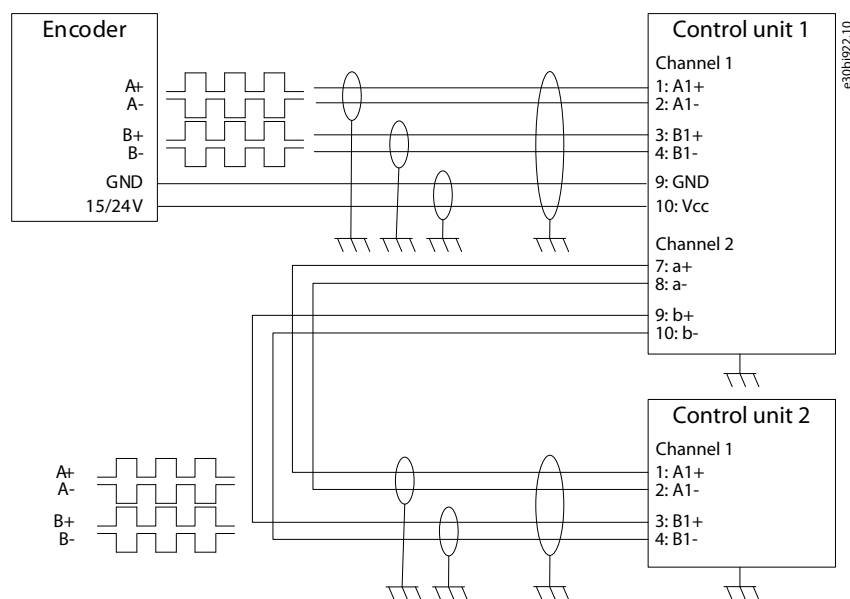 Encoder
A+
A-
B+
B-
GND
15/24V
Control unit 1
Channel 1
1: A1+
2: A1-
3: B1+
4: B1-
9: GND
10: Vcc
Channel 2
7: a+
8: a-
9: b+
10: b-
e30bj922.10
Control unit 2
Channel 1
1: A1+
2: A1-
3: B1+
4: B1-
A+
A-
B+
B-